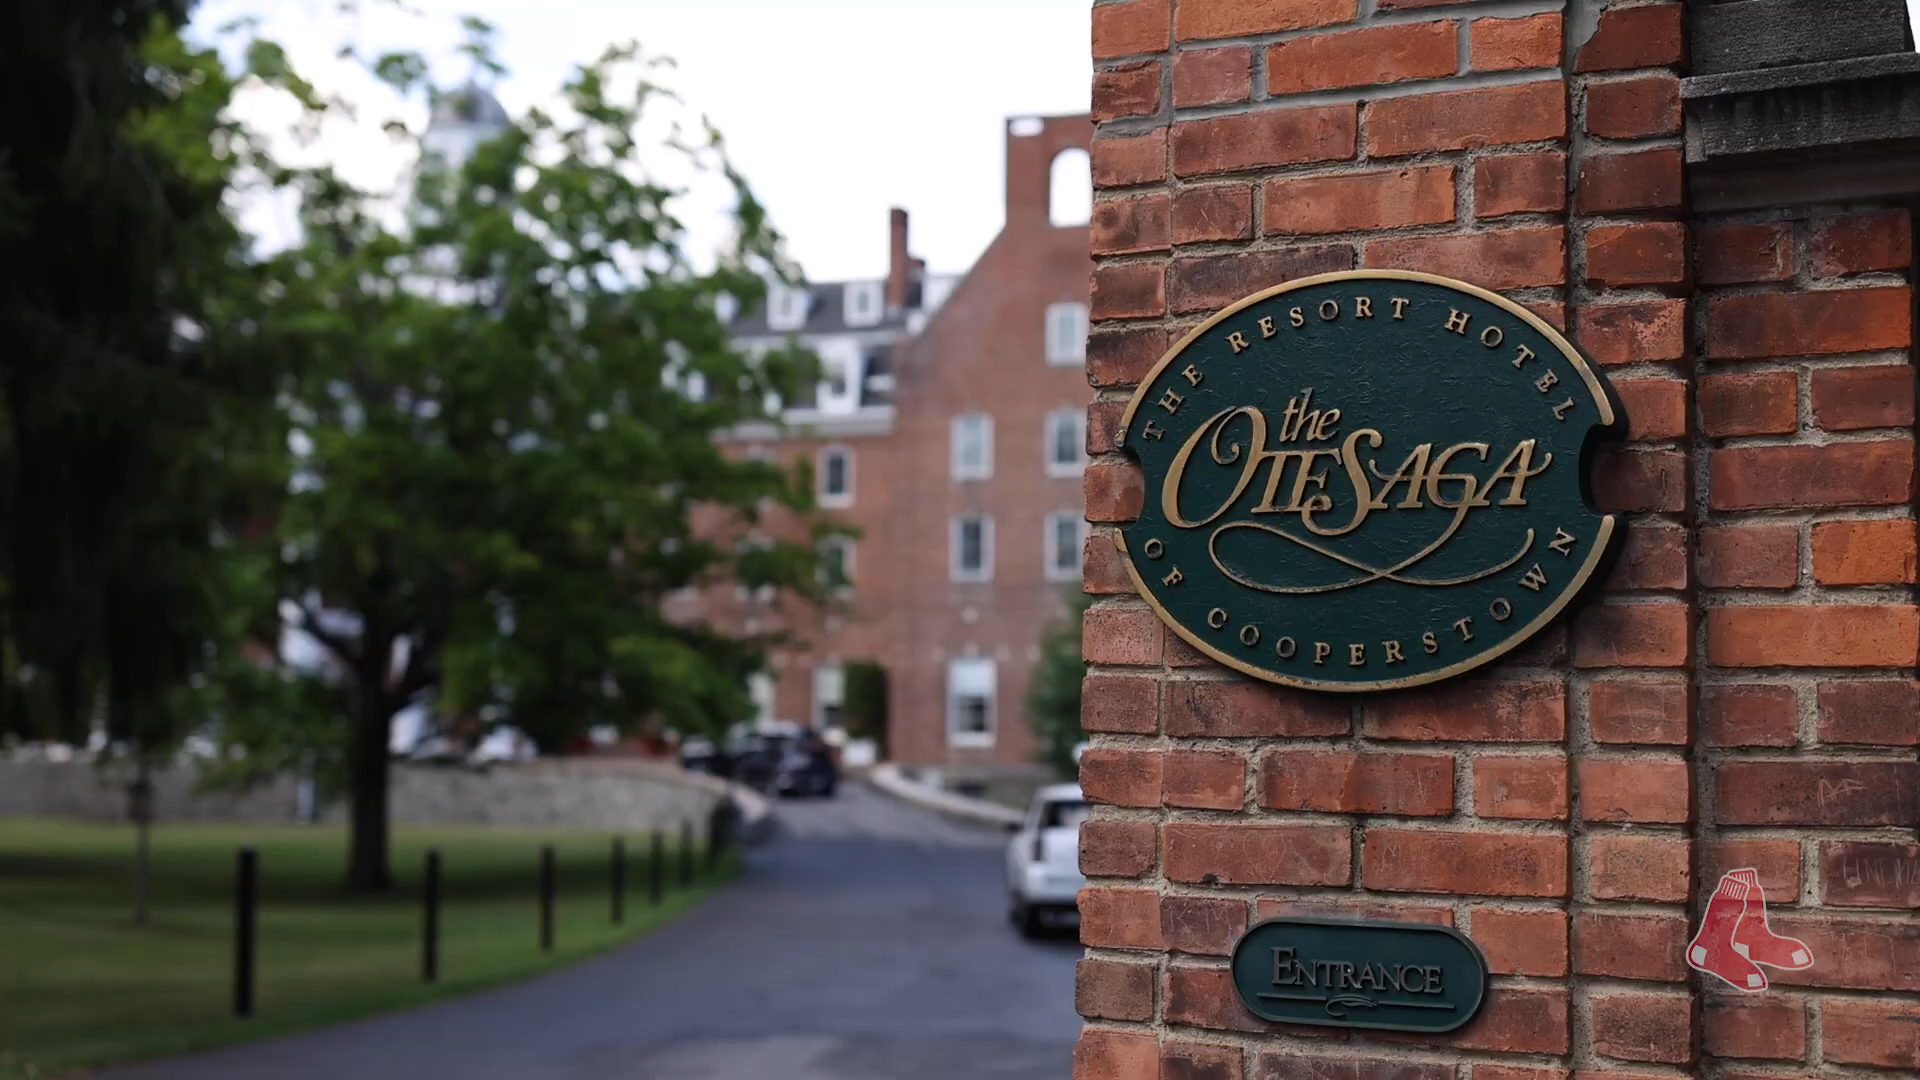 THE RESORT HOTEL
the
OTESAGA
OF COOPERSTOWN
ENTRANCE